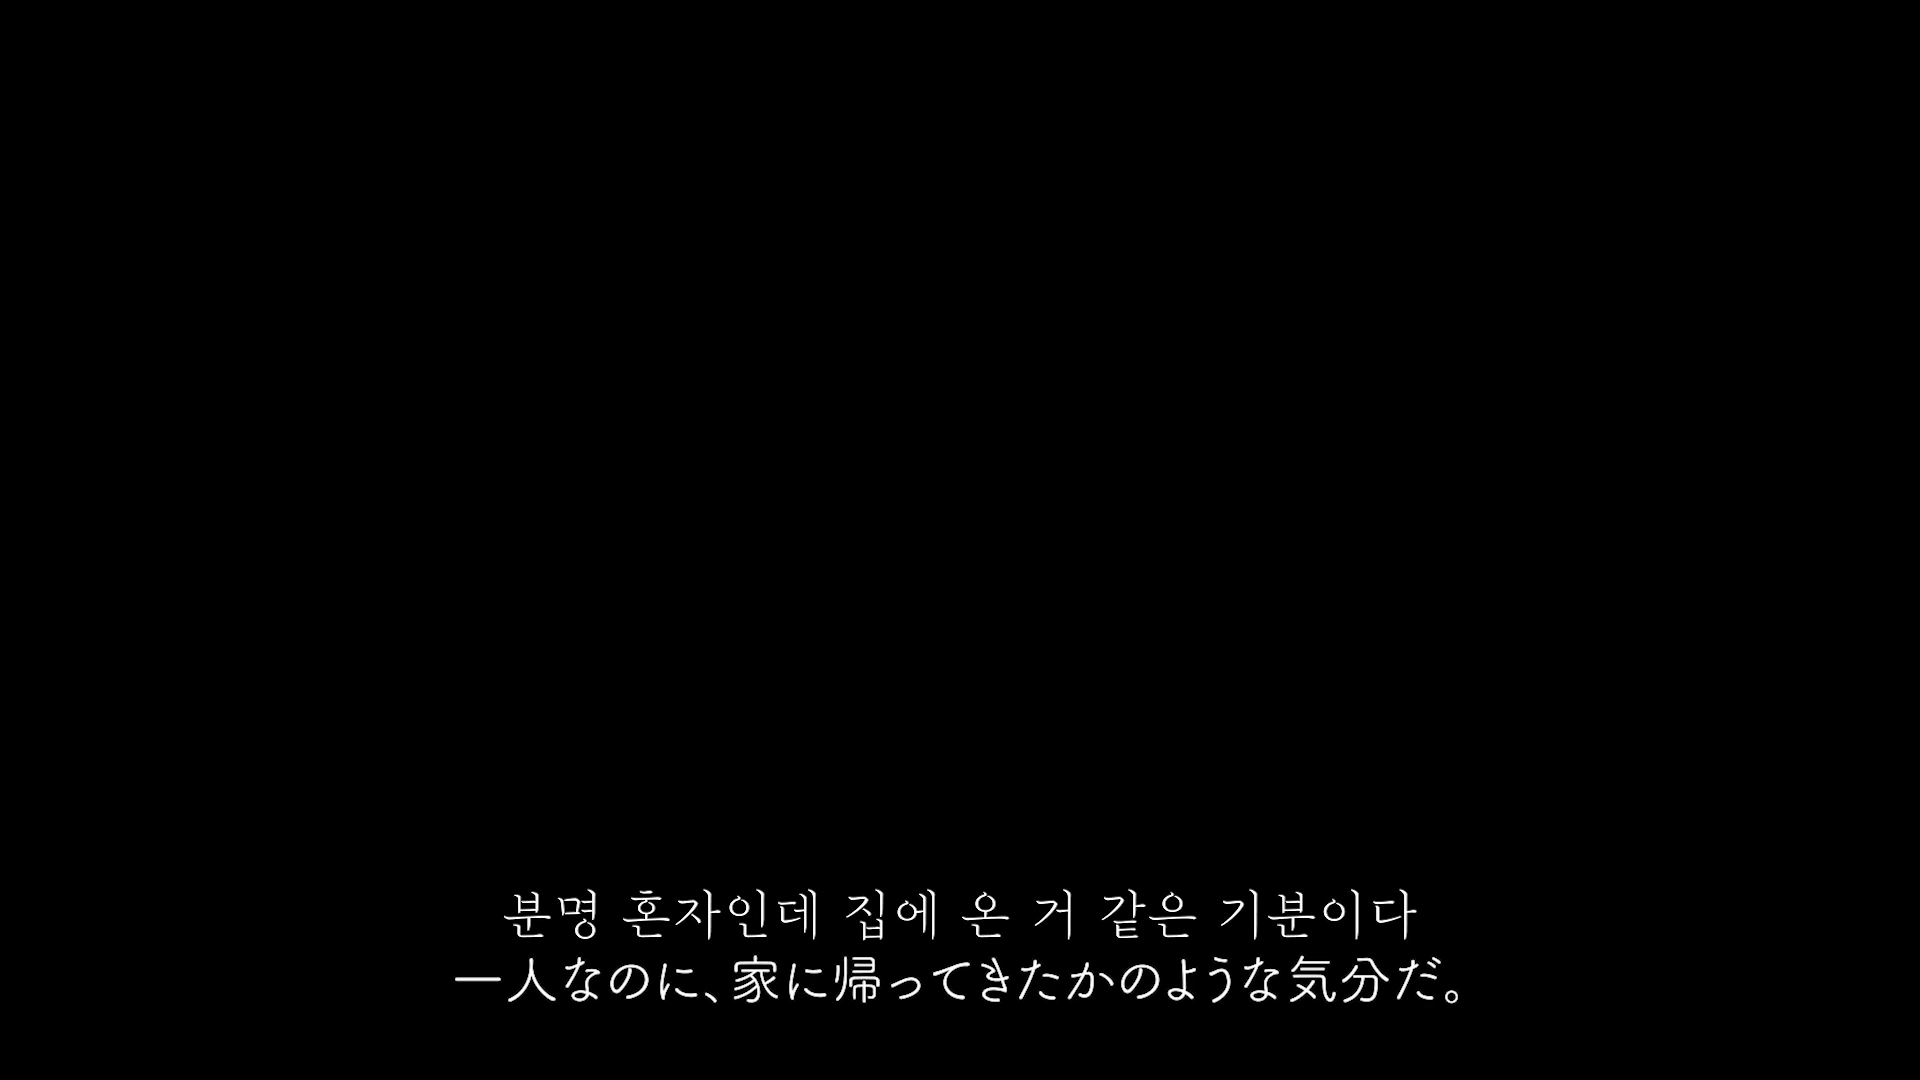 분명 혼자인데 집에 온 거 같은 기분이다
一人なのに、家に帰ってきたかのような気分だ。